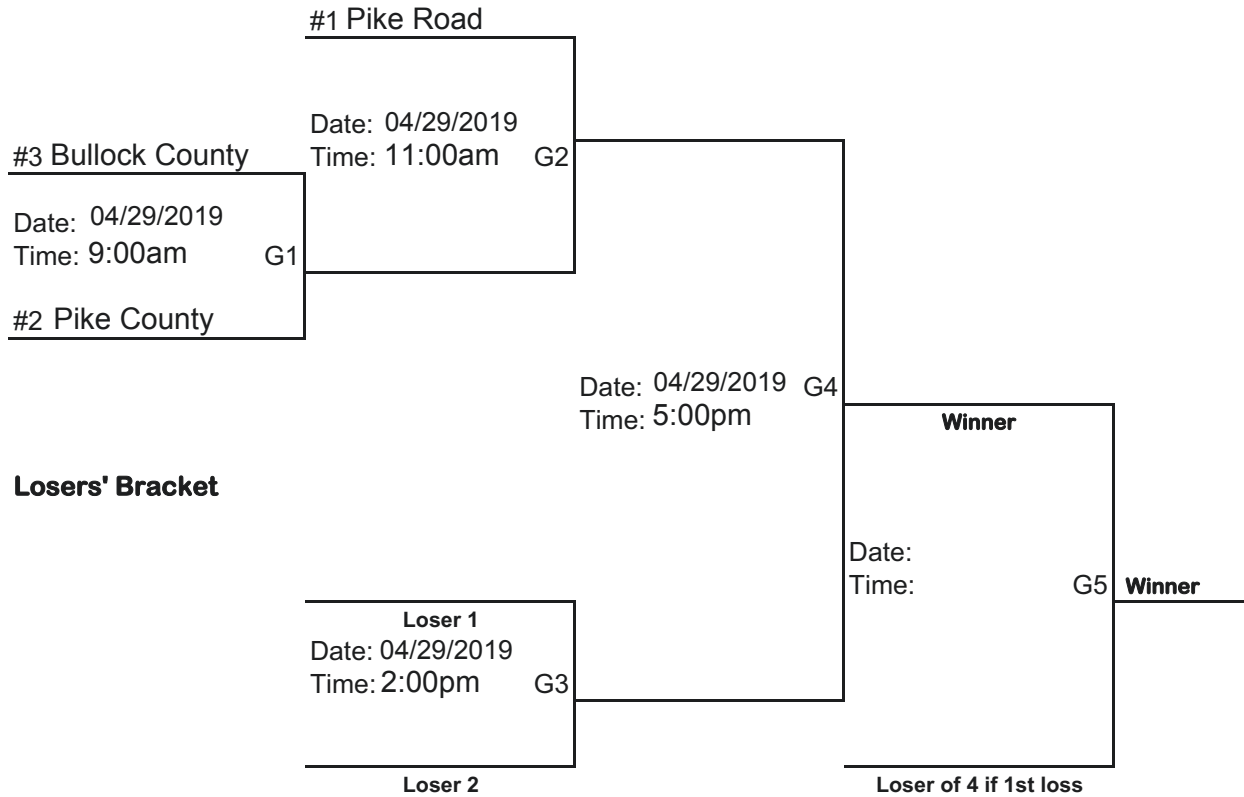 #1 Pike Road
Date: 04/29/2019
Time: 11:00am G2
#3 Bullock County
Date: 04/29/2019
Time: 9:00am G1
#2 Pike County
Date: 04/29/2019 G4
Time: 5:00pm
Winner
Losers' Bracket
Date:
Time: G5 Winner
Loser 1
Date: 04/29/2019
Time: 2:00pm G3
Loser 2
Loser of 4 if 1st loss